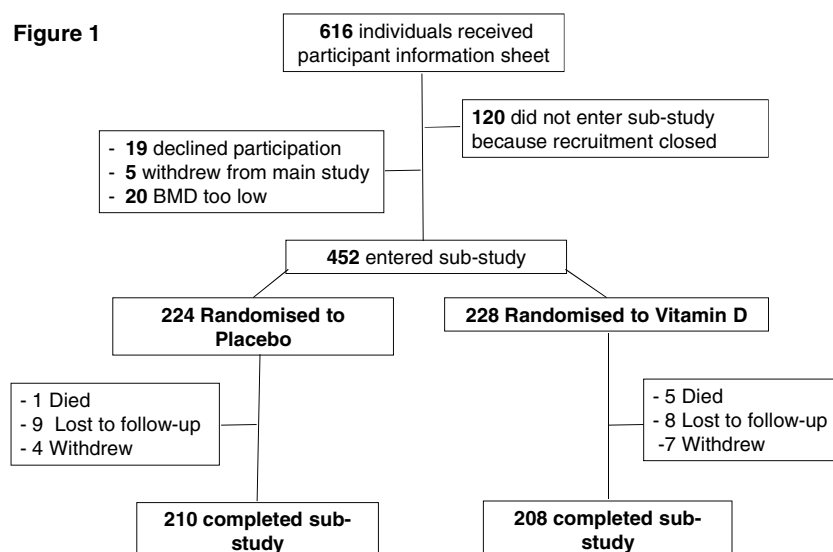 Figure 1
616 individuals received
participant information sheet
120 did not enter sub-study
because recruitment closed
- 19 declined participation
- 5 withdrew from main study
- 20 BMD too low
452 entered sub-study
224 Randomised to
Placebo
228 Randomised to Vitamin D
- 1 Died
- 9 Lost to follow-up
- 4 Withdrew
- 5 Died
- 8 Lost to follow-up
-7 Withdrew
210 completed sub-
study
208 completed sub-
study